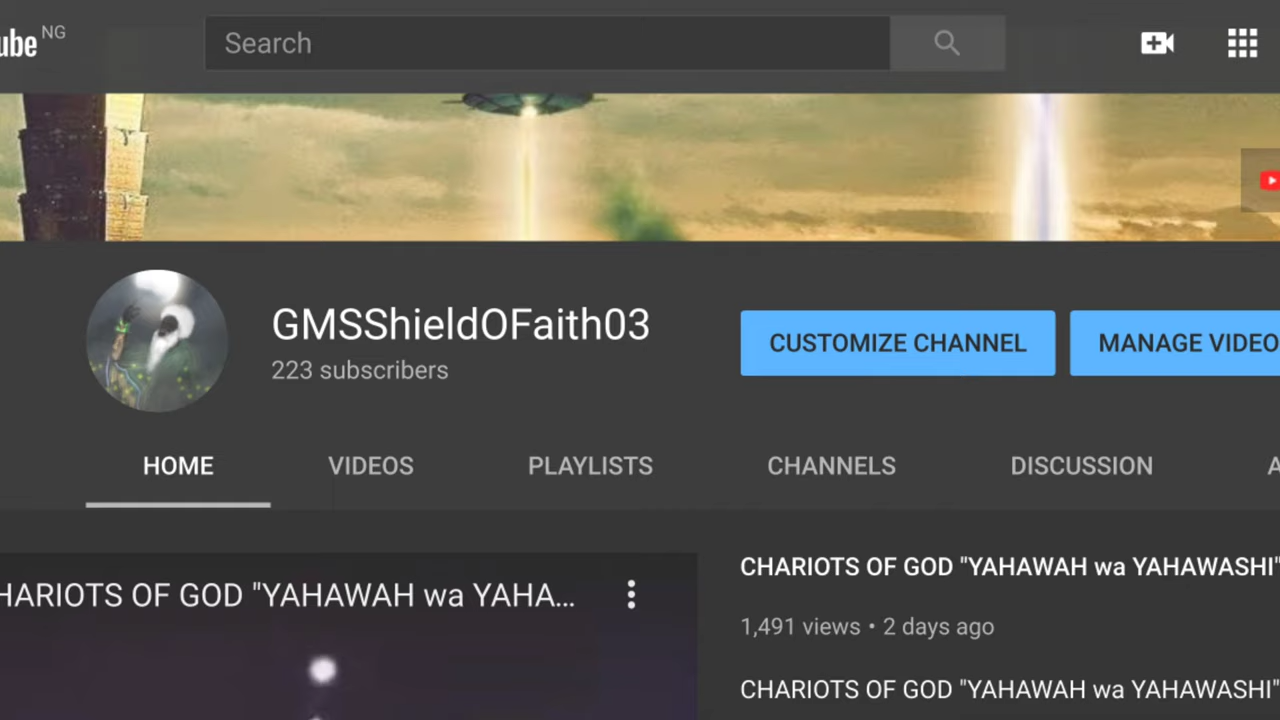 ube NG
Search
GMSShieldOFaith03
223 subscribers
CUSTOMIZE CHANNEL
MANAGE VIDEO
HOME
VIDEOS
PLAYLISTS
CHANNELS
DISCUSSION
A
HARIOTS OF GOD "YAHAWAH wa YAHA...
CHARIOTS OF GOD "YAHAWAH wa YAHAWASHI"
1,491 views • 2 days ago
CHARIOTS OF GOD "YAHAWAH wa YAHAWASHI"